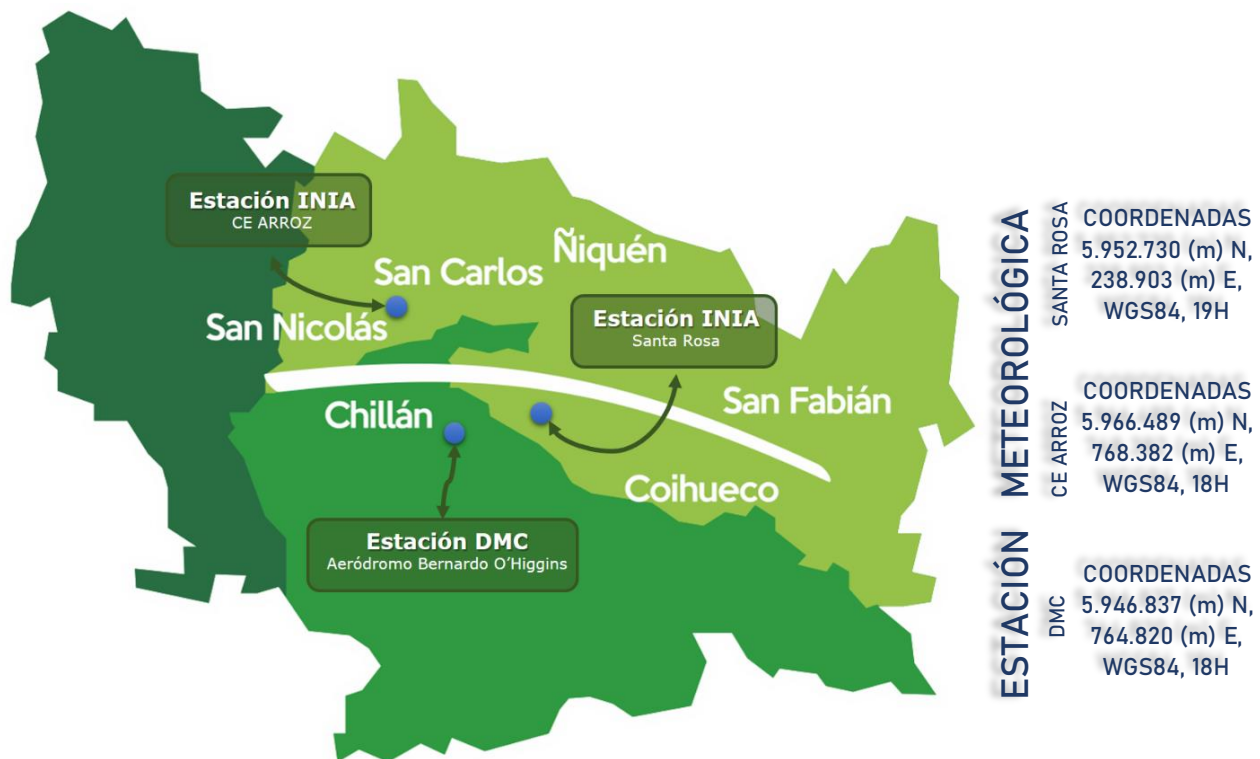 Estación INIA
CE ARROZ
San Carlos
Ñiquén
San Nicolás
Estación INIA
Santa Rosa
Chillán
San Fabián
Coihueco
Estación DMC
Aeródromo Bernardo O’Higgins
ESTACIÓN METEOROLÓGICA
SANTA ROSA
COORDENADAS
5.952.730 (m) N,
238.903 (m) E,
WGS84, 19H
CE ARROZ
COORDENADAS
5.966.489 (m) N,
768.382 (m) E,
WGS84, 18H
DMC
COORDENADAS
5.946.837 (m) N,
764.820 (m) E,
WGS84, 18H